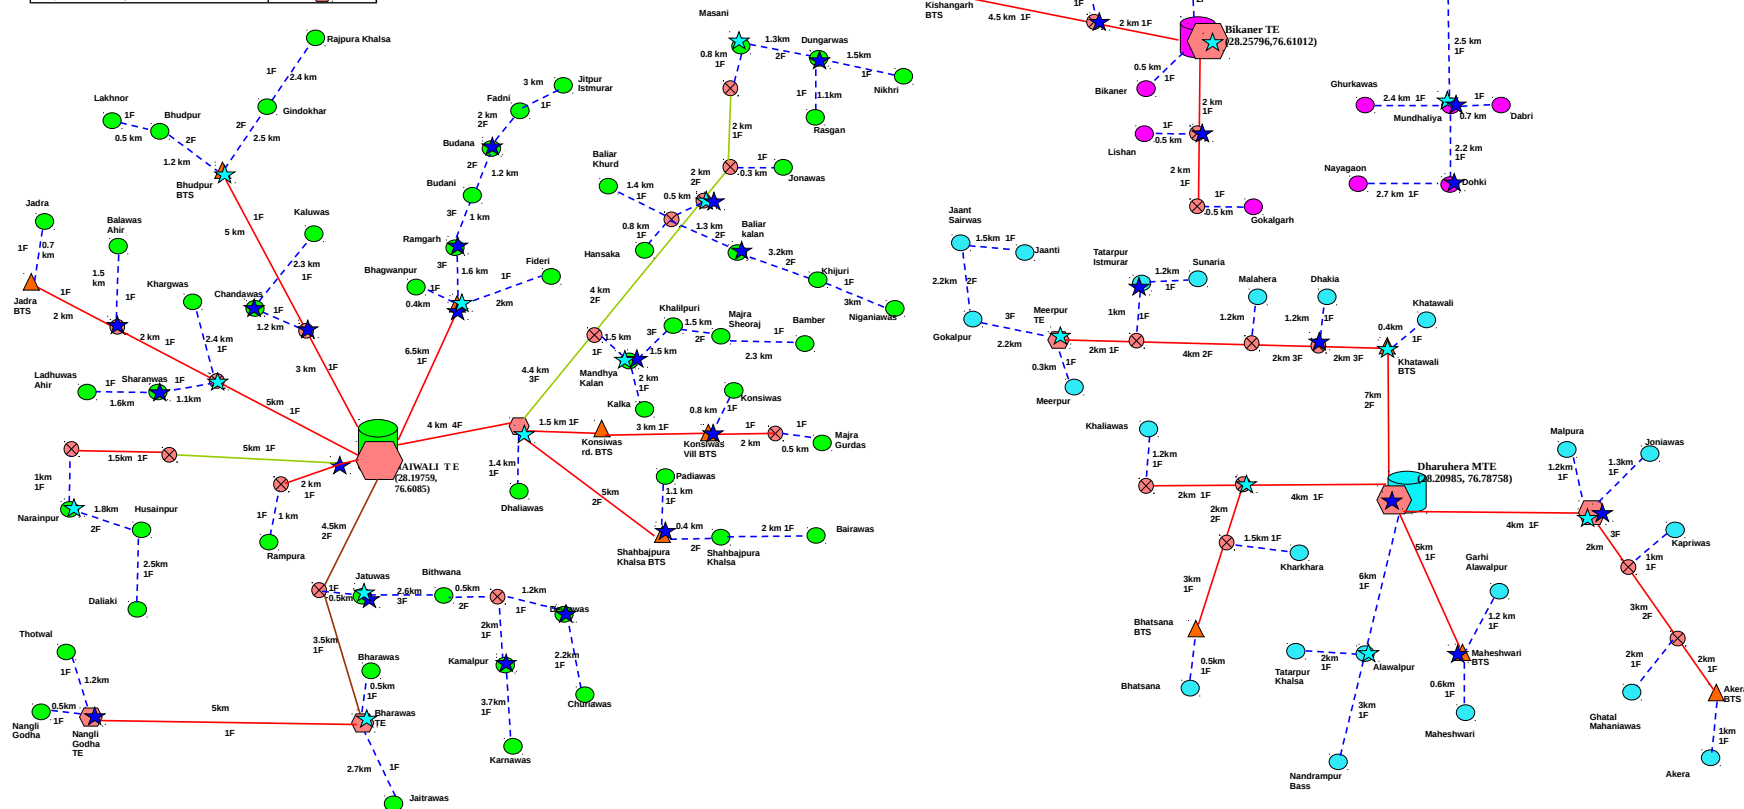 Masani
0.8 km
1F
1.3km
2F
Dungarwas
1.5km
1F
Nikhri
1F
1.1km
Rasgan
2 km
1F
1F
0.3 km
Jonawas
Rajpura Khalsa
1F
2.4 km
Gindokhar
2F
2.5 km
Lakhnor
1F
0.5 km
Bhudpur
2F
1.2 km
Bhudpur
BTS
1F
5 km
Kaluwas
2.3 km
1F
Chandawas
1F
1.2 km
3 km
1F
Jadra
1F
0.7
km
Jadra
BTS
1F
2 km
Balawas
Ahir
1.5
km
1F
2 km
1F
Khargwas
2.4 km
1F
Ladhuwas
Ahir
1F
1.6km
Sharanwas
1F
1.1km
5km
1F
Jitpur
Istmurar
3 km
1F
Fadni
2 km
2F
Budana
2F
1.2 km
Budani
3F
1 km
Ramgarh
3F
1.6 km
Bhagwanpur
1F
0.4km
Fideri
1F
2km
6.5km
1F
Baliar
Khurd
1.4 km
1F
2 km
2F
0.5 km
0.8 km
1F
Hansaka
1.3 km
2F
Baliar
kalan
3.2km
2F
Khijuri
1F
3km
Niganiawas
4 km
2F
Khalilpuri
1.5 km
1F
3F
1.5 km
Mandhya
Kalan
1.5 km
2F
Majra
Sheoraj
1F
2.3 km
Bamber
2 km
1F
Kalka
4.4 km
3F
4 km 4F
1.5 km 1F
Konsiwas
rd. BTS
3 km 1F
Konsiwas
0.8 km
1F
Konsiwas
Vill BTS
1F
2 km
1F
0.5 km
Majra
Gurdas
1.4 km
1F
Dhaliawas
5km
2F
Padiawas
1.1 km
1F
Shahbajpura
Khalsa BTS
0.4 km
2F
Shahbajpura
Khalsa
2 km 1F
Bairawas
AIWALI T E
(28.19759,
76.6085)
5km 1F
1.5km 1F
1km
1F
Narainpur
1.8km
2F
Husainpur
2.5km
1F
Daliaki
2 km
1F
1F
1 km
Rampura
4.5km
2F
1F
0.5km
Jatuwas
2.6km
3F
Bithwana
0.5km
2F
1.2km
1F
2km
1F
Kamalpur
3.7km
1F
Karnawas
2.2km
1F
Churiawas
3.5km
1F
Bharawas
0.5km
1F
Bharawas
TE
2.7km
1F
Jaitrawas
5km
1F
Thotwal
1F
1.2km
0.5km
1F
Nangli
Godha
Nangli
Godha
TE
Kishangarh
BTS
4.5 km 1F
1F
2 km 1F
Bikaner TE
(28.25796,76.61012)
0.5 km
1F
Bikaner
2 km
1F
1F
0.5 km
Lishan
2 km
1F
1F
0.5 km
Gokalgarh
2.5 km
1F
Ghurkawas
2.4 km 1F
Mundhaliya
1F
0.7 km
Dabri
2.2 km
1F
Nayagaon
2.7 km 1F
Dohki
Jaant
Sairwas
1.5km 1F
Jaanti
2.2km
2F
Gokalpur
3F
2.2km
Meerpur
TE
1F
0.3km
Meerpur
2km 1F
Tatarpur
Istmurar
1.2km
1F
Sunaria
1km
1F
4km 2F
Malahera
1.2km
Dhakia
1.2km
1F
2km 3F
2km 3F
Khatawali
0.4km
1F
Khatawali
BTS
7km
2F
Dharuhera MTE
(28.20985, 76.78758)
Khaliawas
1.2km
1F
2km 1F
4km 1F
2km
2F
1.5km 1F
Kharkhara
3km
1F
Bhatsana
BTS
0.5km
1F
Bhatsana
6km
1F
Tatarpur
Khalsa
2km
1F
Alawalpur
3km
1F
Nandrampur
Bass
5km
1F
Garhi
Alawalpur
1.2 km
1F
Maheshwari
BTS
0.6km
1F
Maheshwari
4km 1F
Malpura
1.2km
1F
Joniawas
1.3km
1F
3F
2km
Kapriwas
1km
1F
3km
2F
2km
1F
Ghatal
Mahaniawas
2km
1F
Akera
BTS
1km
1F
Akera